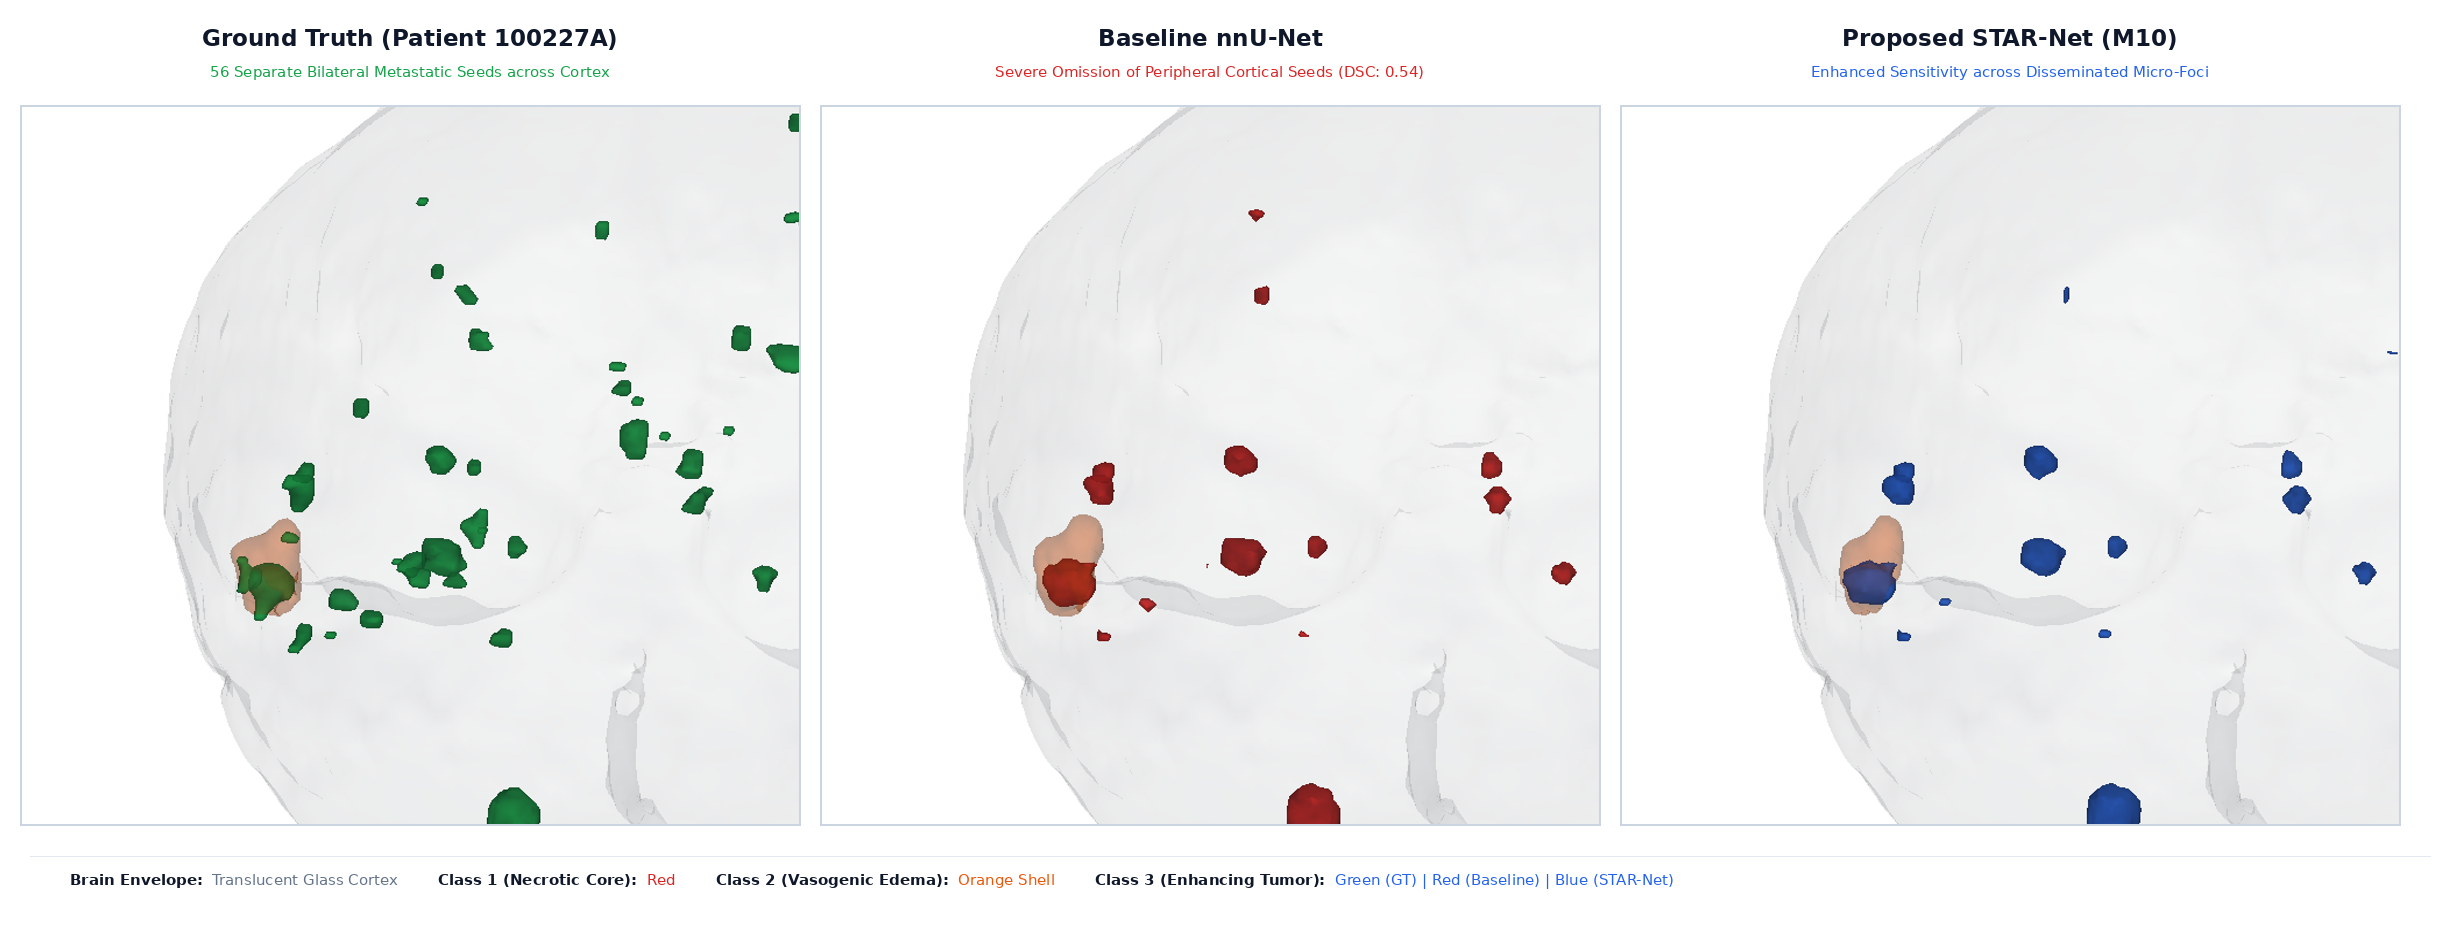 Ground Truth (Patient 100227A)
56 Separate Bilateral Metastatic Seeds across Cortex
Baseline nnU-Net
Severe Omission of Peripheral Cortical Seeds (DSC: 0.54)
Proposed STAR-Net (M10)
Enhanced Sensitivity across Disseminated Micro-Foci
Brain Envelope: Translucent Glass Cortex Class 1 (Necrotic Core): Red Class 2 (Vasogenic Edema): Orange Shell Class 3 (Enhancing Tumor): Green (GT) | Red (Baseline) | Blue (STAR-Net)